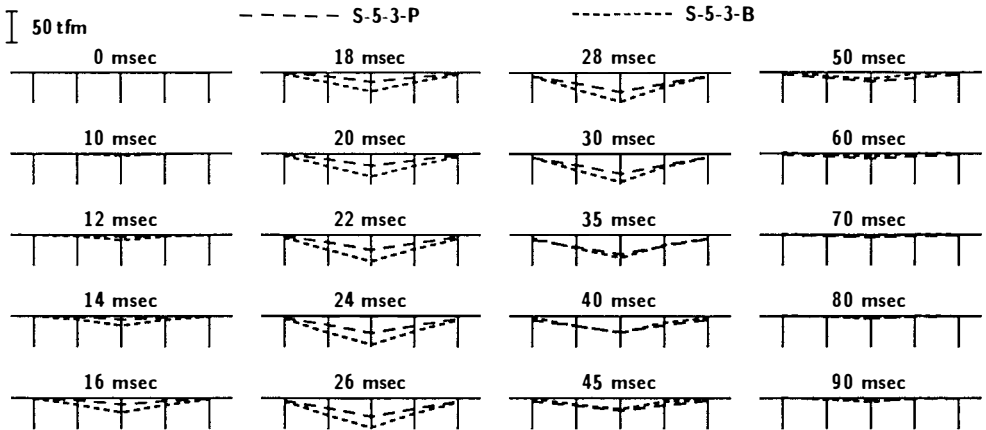 50 tfm
S-5-3-P
S-5-3-B
0 msec
18 msec
28 msec
50 msec
10 msec
20 msec
30 msec
60 msec
12 msec
22 msec
35 msec
70 msec
14 msec
24 msec
40 msec
80 msec
16 msec
26 msec
45 msec
90 msec